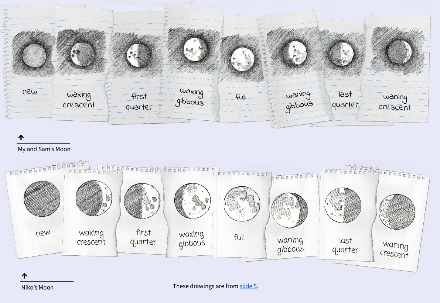 new
waxing
crescent
first
quarter
waxing
gibbous
full
waning
gibbous
last
quarter
waning
crescent
My and Sam's Moon
new
waxing
crescent
first
quarter
waxing
gibbous
full
waning
gibbous
last
quarter
waning
crescent
Niko's Moon
These drawings are from slide 5.